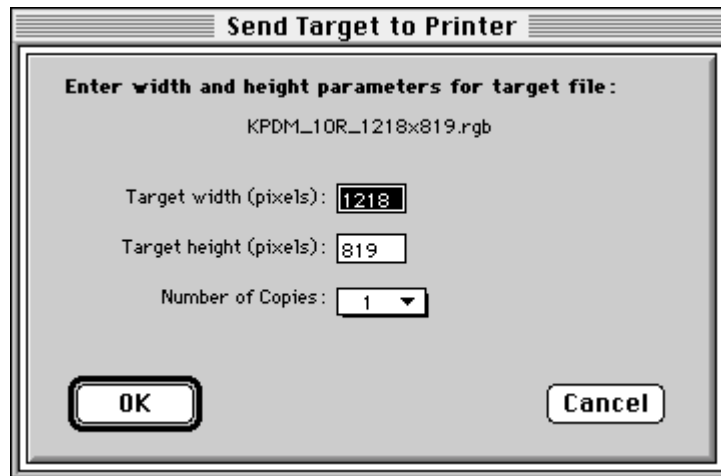 Send Target to Printer
Enter width and height parameters for target file:
KPDM_10R_1218x819.rgb
Target width (pixels): 1218
Target height (pixels): 819
Number of Copies: 1
OK Cancel